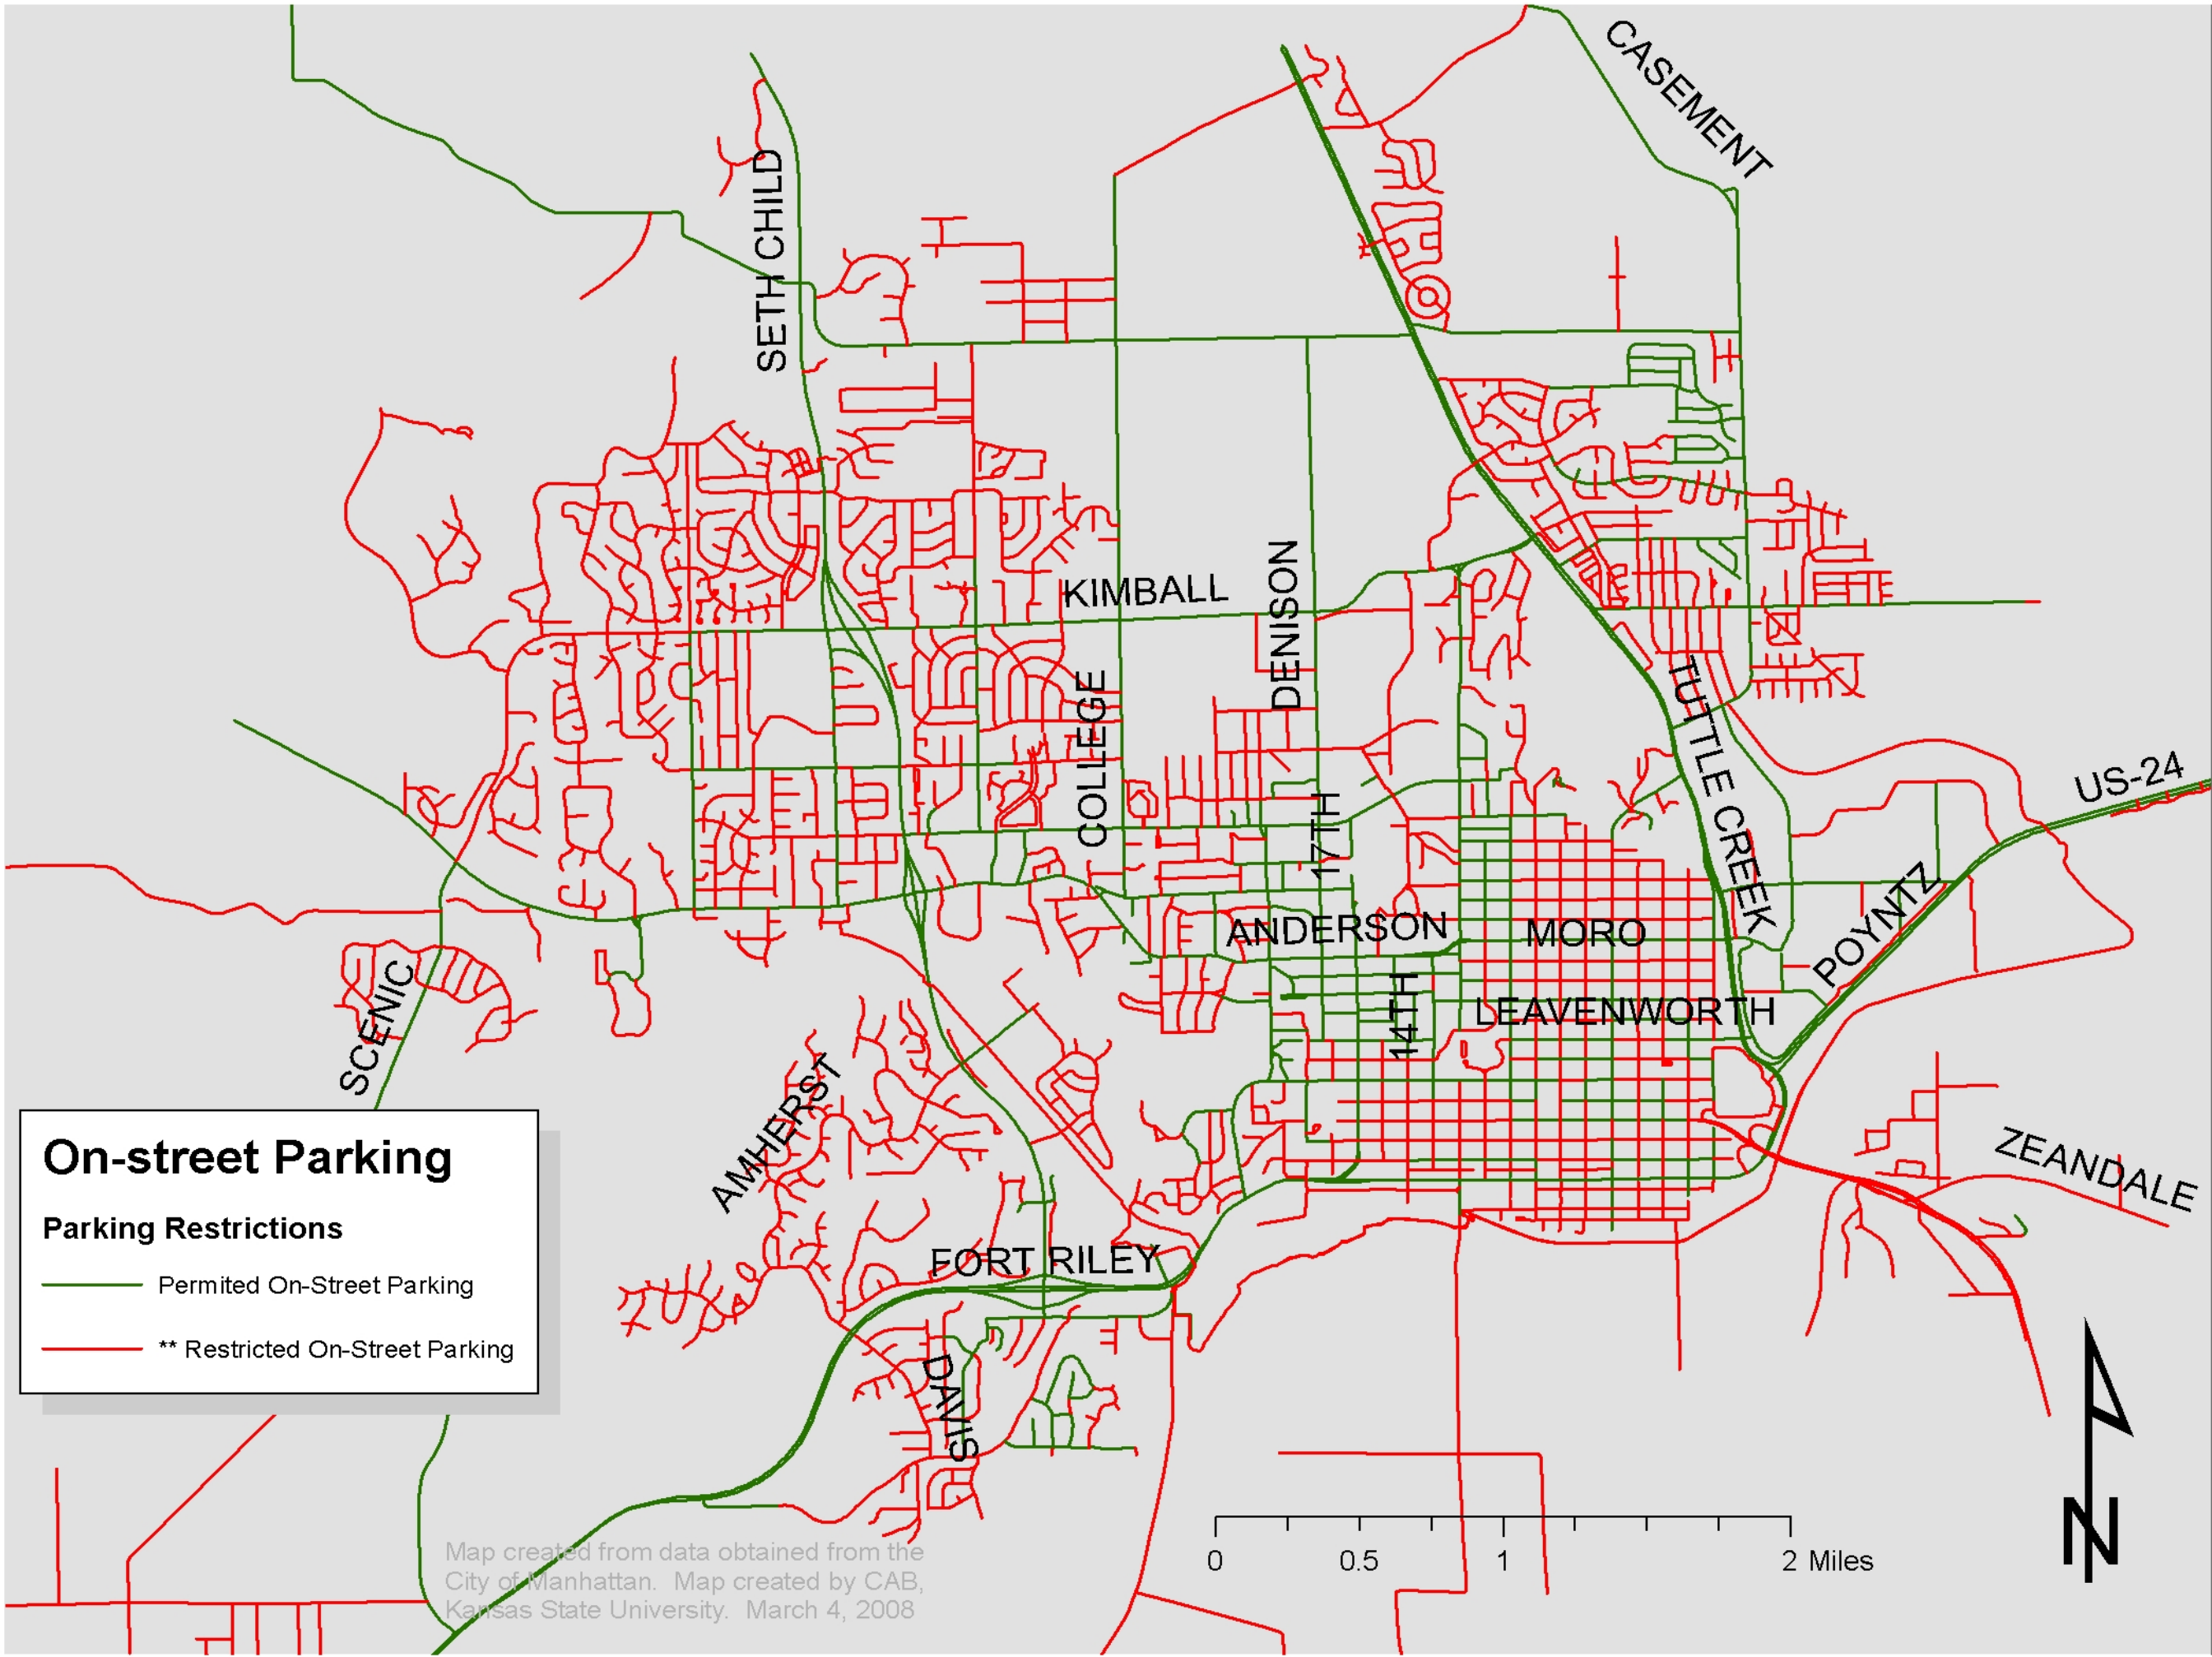 CASEMENT
SETH CHILD
KIMBALL
DENISON
COLLEGE
17TH
TUTTLE CREEK
US-24
POYNTZ
ANDERSON
MORO
14TH
LEAVENWORTH
SCENIC
AMHERST
ZEANDALE
FORT RILEY
DAVIS
On-street Parking
Parking Restrictions
Permited On-Street Parking
** Restricted On-Street Parking
Map created from data obtained from the
City of Manhattan. Map created by CAB,
Kansas State University. March 4, 2008
0 0.5 1 2 Miles
N